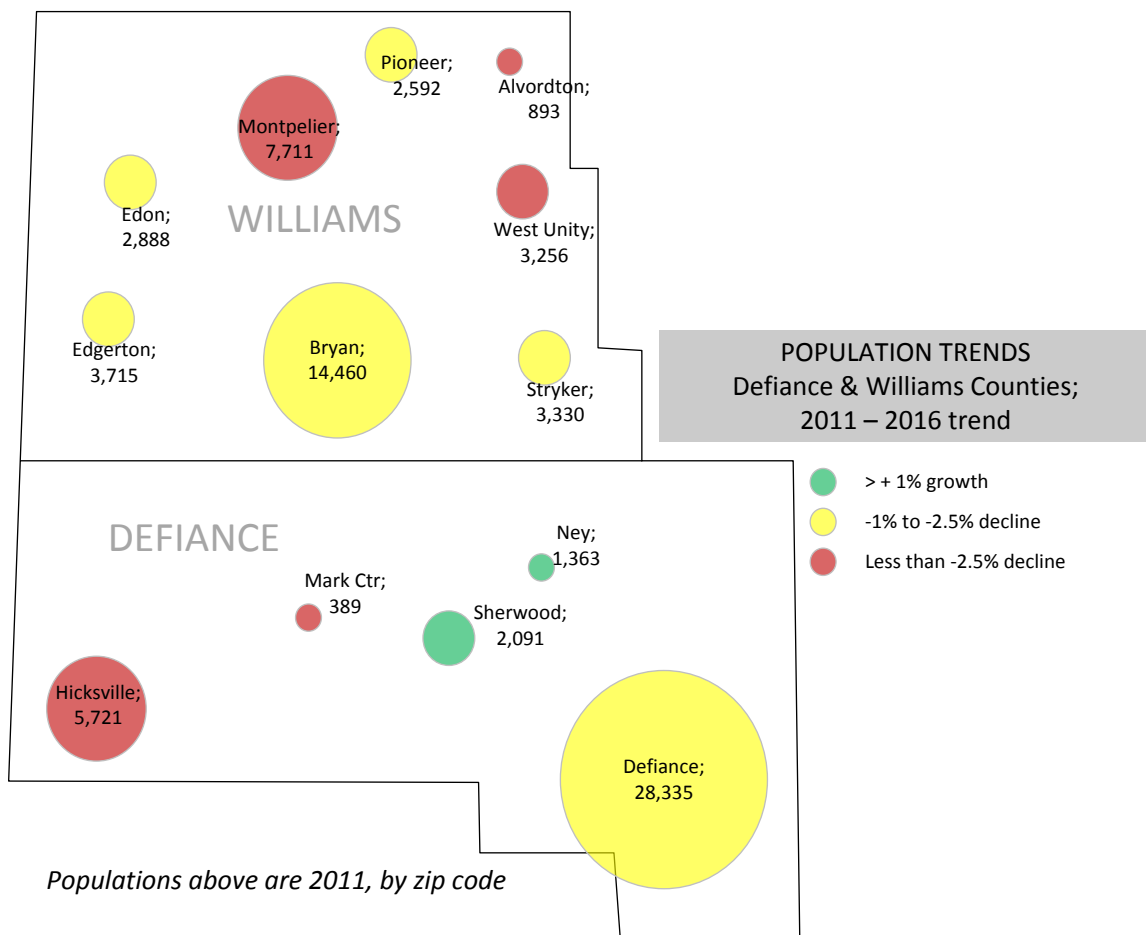 Pioneer;
2,592
Alvordton;
893
Montpelier;
7,711
Edon;
2,888
WILLIAMS
West Unity;
3,256
Edgerton;
3,715
Bryan;
14,460
Stryker;
3,330
POPULATION TRENDS
Defiance & Williams Counties;
2011 – 2016 trend
> + 1% growth
-1% to -2.5% decline
Less than -2.5% decline
DEFIANCE
Ney;
1,363
Mark Ctr;
389
Sherwood;
2,091
Hicksville;
5,721
Defiance;
28,335
Populations above are 2011, by zip code